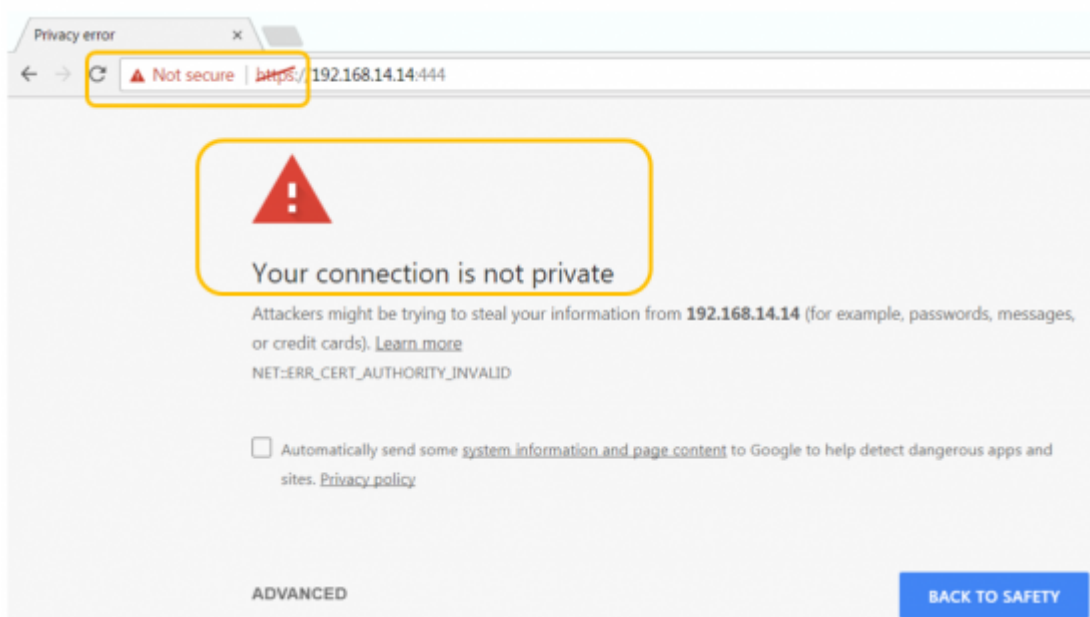 Privacy error
Not secure | https://192.168.14.14:444
Your connection is not private
Attackers might be trying to steal your information from 192.168.14.14 (for example, passwords, messages,
or credit cards). Learn more
NET::ERR_CERT_AUTHORITY_INVALID
Automatically send some system information and page content to Google to help detect dangerous apps and
sites. Privacy policy
ADVANCED
BACK TO SAFETY